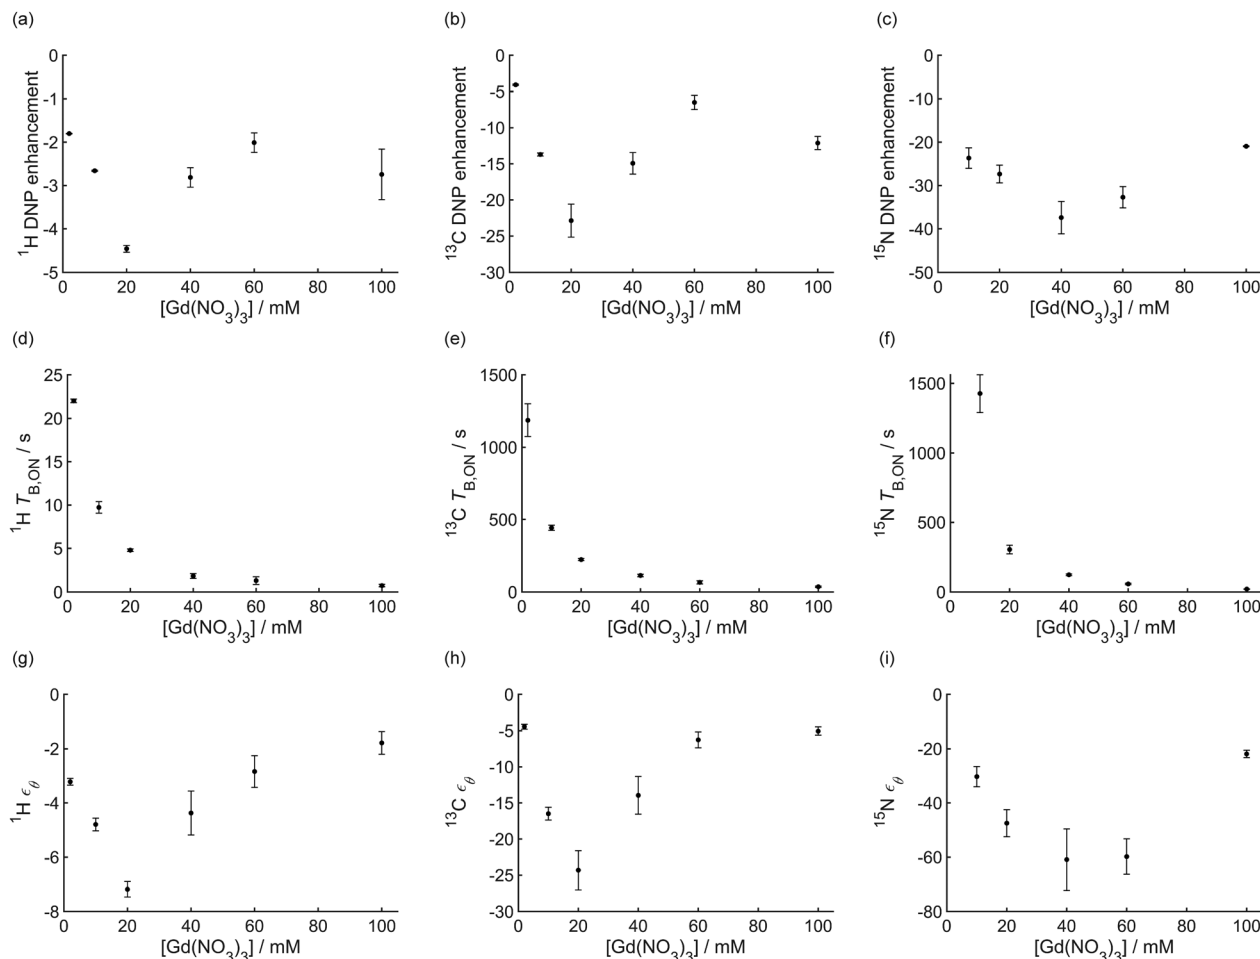 (a)
(b)
(c)
0
-1
-2
-3
-4
-5
¹H DNP enhancement
0 20 40 60 80 100
[Gd(NO₃)₃] / mM
0
-5
-10
-15
-20
-25
-30
¹³C DNP enhancement
0 20 40 60 80 100
[Gd(NO₃)₃] / mM
0
-10
-20
-30
-40
-50
¹⁵N DNP enhancement
0 20 40 60 80 100
[Gd(NO₃)₃] / mM
(d)
(e)
(f)
25
20
15
10
5
0
¹H T_B,ON / s
0 20 40 60 80 100
[Gd(NO₃)₃] / mM
1500
1000
500
0
¹³C T_B,ON / s
0 20 40 60 80 100
[Gd(NO₃)₃] / mM
1500
1000
500
0
¹⁵N T_B,ON / s
0 20 40 60 80 100
[Gd(NO₃)₃] / mM
(g)
(h)
(i)
0
-2
-4
-6
-8
¹H ϵ_θ
0 20 40 60 80 100
[Gd(NO₃)₃] / mM
0
-5
-10
-15
-20
-25
-30
¹³C ϵ_θ
0 20 40 60 80 100
[Gd(NO₃)₃] / mM
0
-20
-40
-60
-80
¹⁵N ϵ_θ
0 20 40 60 80 100
[Gd(NO₃)₃] / mM